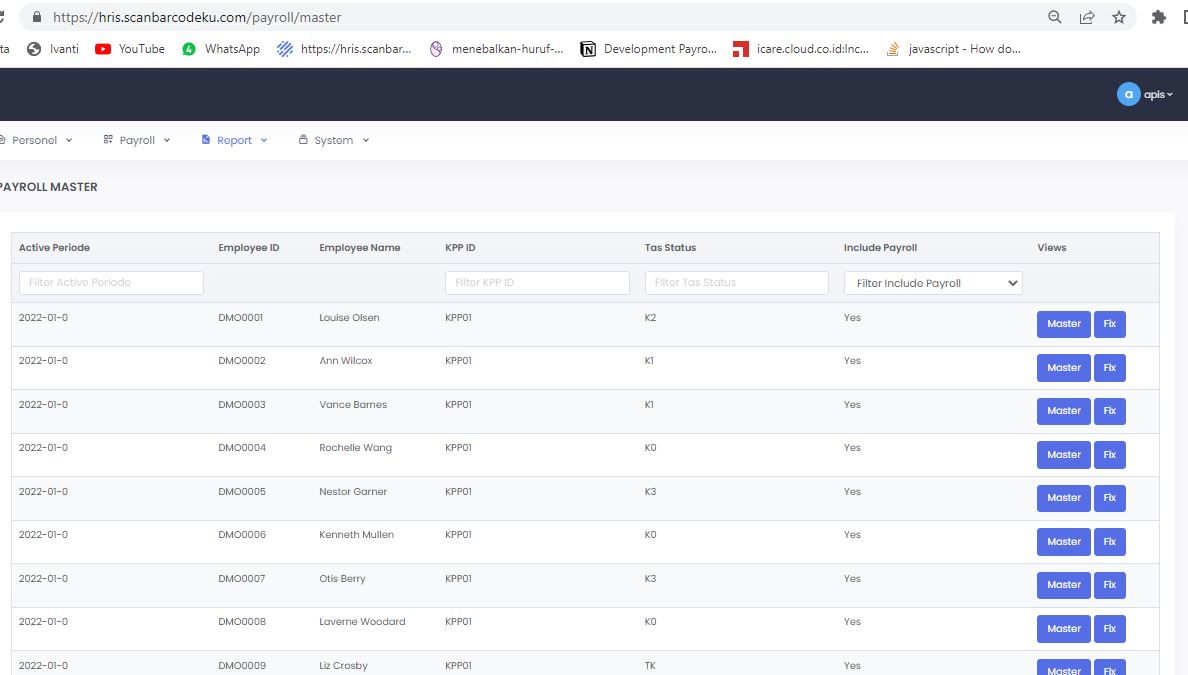 https://hris.scanbarcodeku.com/payroll/master
ta Ivanti YouTube 4 WhatsApp https://hris.scanbar... menebalkan-huruf-... N Development Payro... icare.cloud.co.id:Inc... javascript - How do...
a apis
Personel Payroll Report System
PAYROLL MASTER
Active Periode Employee ID Employee Name KPP ID Tas Status Include Payroll Views
Filter Active Periode Filter KPP ID Filter Tas Status Filter Include Payroll
2022-01-0 DMO0001 Louise Olsen KPP01 K2 Yes Master Fix
2022-01-0 DMO0002 Ann Wilcox KPP01 K1 Yes Master Fix
2022-01-0 DMO0003 Vance Barnes KPP01 K1 Yes Master Fix
2022-01-0 DMO0004 Rochelle Wang KPP01 K0 Yes Master Fix
2022-01-0 DMO0005 Nestor Garner KPP01 K3 Yes Master Fix
2022-01-0 DMO0006 Kenneth Mullen KPP01 K0 Yes Master Fix
2022-01-0 DMO0007 Otis Berry KPP01 K3 Yes Master Fix
2022-01-0 DMO0008 Laverne Woodard KPP01 K0 Yes Master Fix
2022-01-0 DMO0009 Liz Crosby KPP01 TK Yes Master Fix